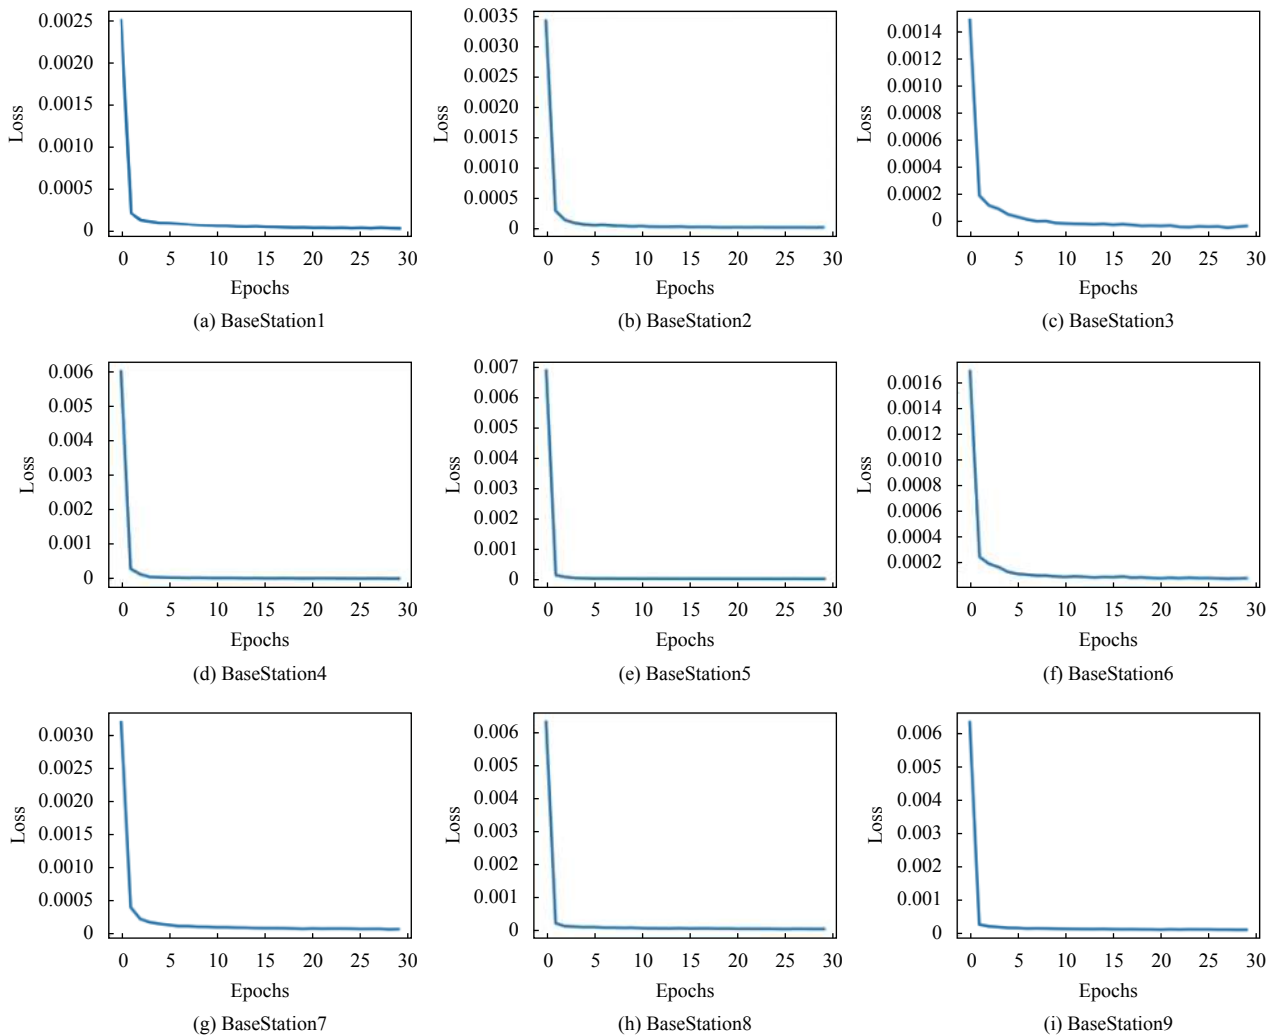 0.0025
0.0020
0.0015
0.0010
0.0005
0
Loss
0 5 10 15 20 25 30
Epochs
(a) BaseStation1
0.0035
0.0030
0.0025
0.0020
0.0015
0.0010
0.0005
0
Loss
0 5 10 15 20 25 30
Epochs
(b) BaseStation2
0.0014
0.0012
0.0010
0.0008
0.0006
0.0004
0.0002
0
Loss
0 5 10 15 20 25 30
Epochs
(c) BaseStation3
0.006
0.005
0.004
0.003
0.002
0.001
0
Loss
0 5 10 15 20 25 30
Epochs
(d) BaseStation4
0.007
0.006
0.005
0.004
0.003
0.002
0.001
0
Loss
0 5 10 15 20 25 30
Epochs
(e) BaseStation5
0.0016
0.0014
0.0012
0.0010
0.0008
0.0006
0.0004
0.0002
Loss
0 5 10 15 20 25 30
Epochs
(f) BaseStation6
0.0030
0.0025
0.0020
0.0015
0.0010
0.0005
0
Loss
0 5 10 15 20 25 30
Epochs
(g) BaseStation7
0.006
0.005
0.004
0.003
0.002
0.001
0
Loss
0 5 10 15 20 25 30
Epochs
(h) BaseStation8
0.006
0.005
0.004
0.003
0.002
0.001
0
Loss
0 5 10 15 20 25 30
Epochs
(i) BaseStation9